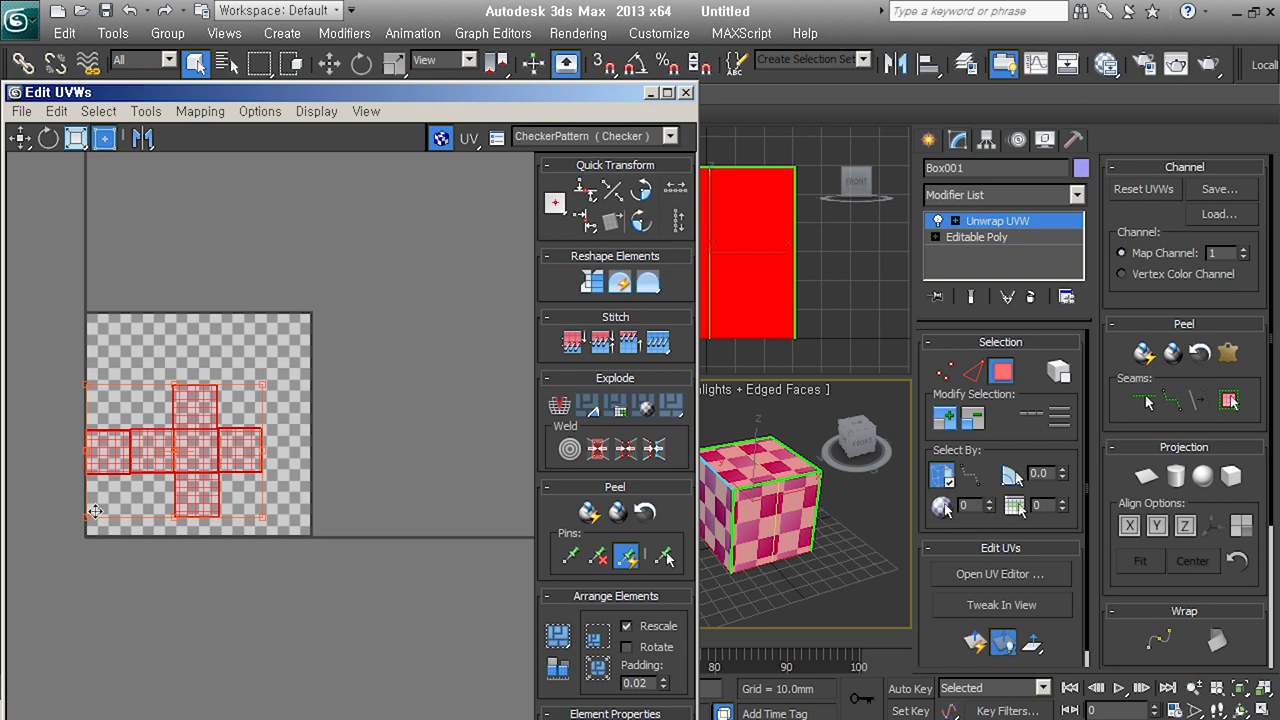 Workspace: Default
Autodesk 3ds Max 2013 x64 Untitled
Type a keyword or phrase
Edit Tools Group Views Create Modifiers Animation Graph Editors Rendering Customize MAXScript Help
All
View
Create Selection Set
Locali
Edit UVWs
File Edit Select Tools Mapping Options Display View
UV
CheckerPattern ( Checker )
Quick Transform
Reshape Elements
Stitch
Explode
Weld
Peel
Pins:
Arrange Elements
Rescale
Rotate
Padding:
0.02
Element Properties
FRONT
hlights + Edged Faces ]
Z
FRONT
80 90 100
Grid = 10.0mm
Add Time Tag
Auto Key
Selected
Set Key
Key Filters...
0
Box001
Modifier List
Unwrap UVW
Editable Poly
Selection
Modify Selection:
Select By:
0.0
0
0
Edit UVs
Open UV Editor ...
Tweak In View
Channel
Reset UVWs
Save...
Load...
Channel:
Map Channel:
1
Vertex Color Channel
Peel
Seams:
Projection
Align Options:
X Y Z
Fit
Center
Wrap